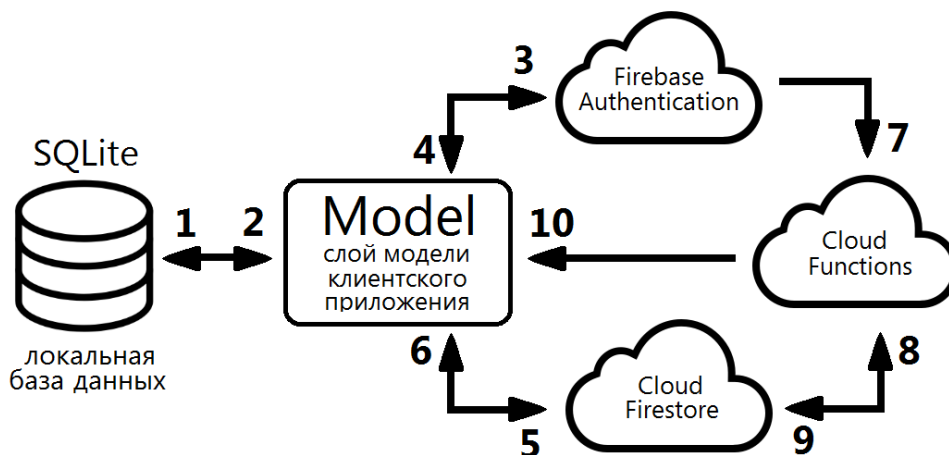 3
Firebase
Authentication
4
7
SQLite
1
2
Model
слой модели
клиентского
приложения
10
Cloud
Functions
локальная
база данных
6
8
Cloud
Firestore
5
9